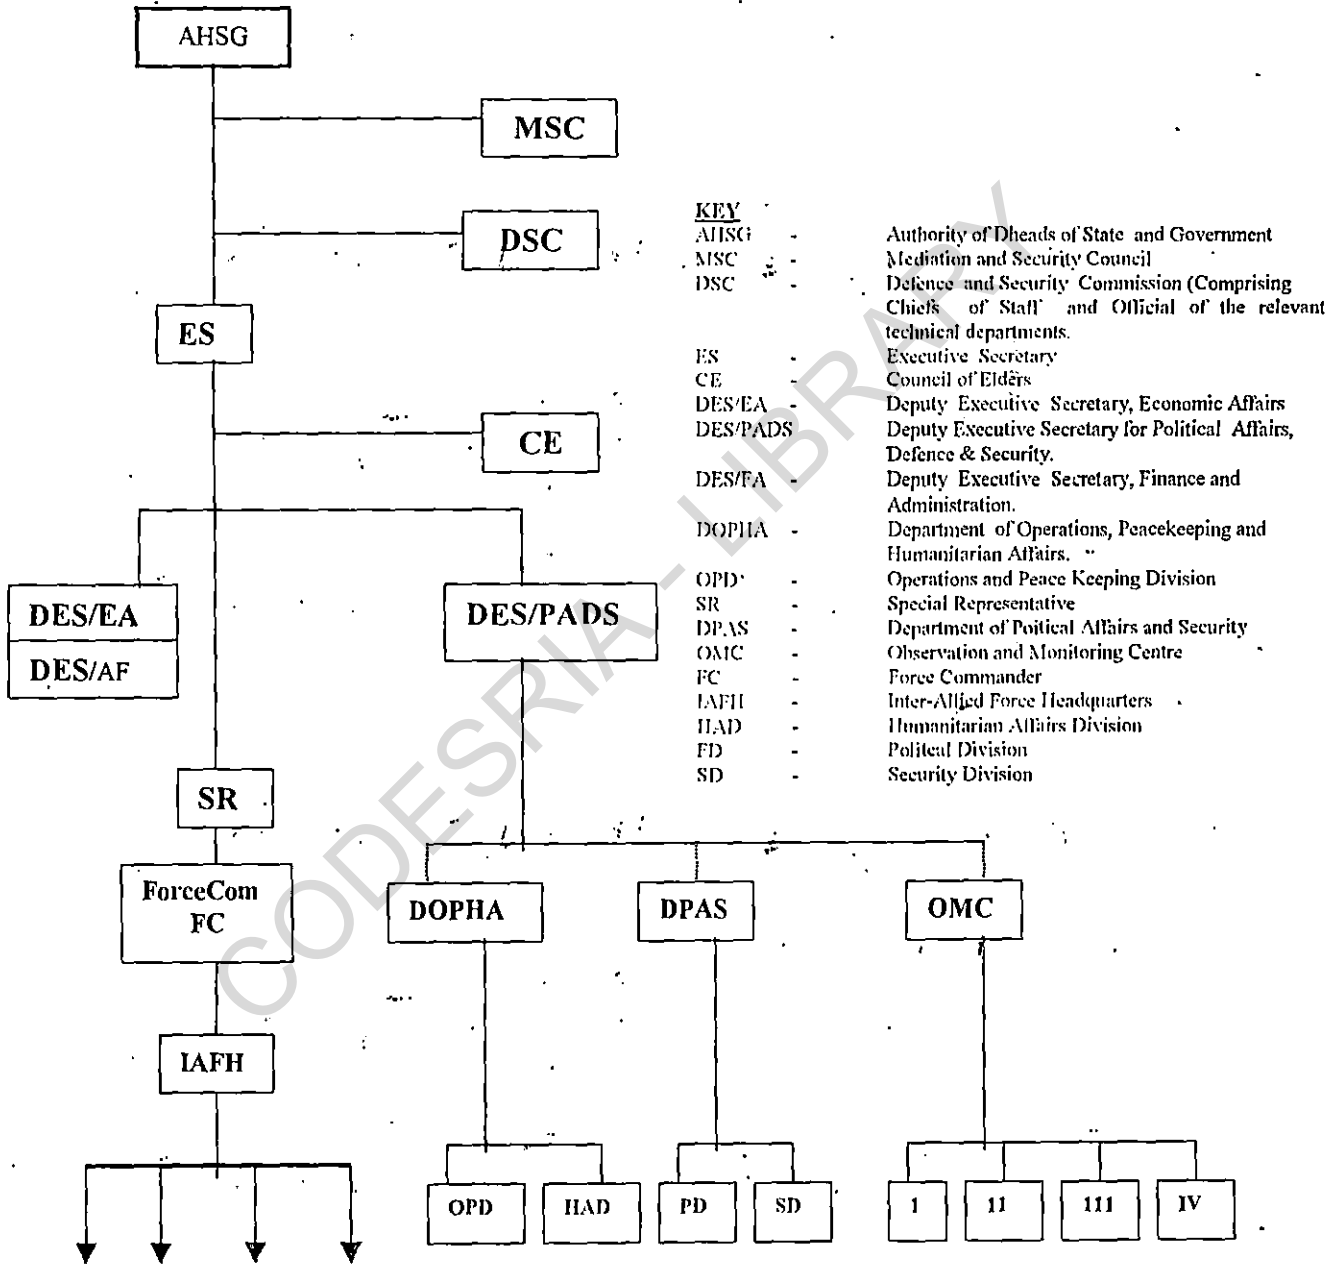 AHSG
MSC
DSC
ES
CE
DES/EA
DES/AF
DES/PADS
SR
ForceCom
FC
IAFH
DOPHA
DPAS
OMC
OPD
HAD
PD
SD
1
11
111
IV
KEY
AHSG - Authority of Dheads of State and Government
MSC - Mediation and Security Council
DSC - Defence and Security Commission (Comprising
Chiefs of Staff and Official of the relevant
technical departments.
ES - Executive Secretary
CE - Council of Elders
DES/EA - Deputy Executive Secretary, Economic Affairs
DES/PADS Deputy Executive Secretary for Political Affairs,
Defence & Security.
DES/FA - Deputy Executive Secretary, Finance and
Administration.
DOPHA - Department of Operations, Peacekeeping and
Humanitarian Affairs.
OPD - Operations and Peace Keeping Division
SR - Special Representative
DPAS - Department of Poitical Affairs and Security
OMC - Observation and Monitoring Centre
FC - Force Commander
IAFH - Inter-Allied Force Headquarters
HAD - Humanitarian Affairs Division
FD - Politcal Division
SD - Security Division
CODESRIA - LIBRARY